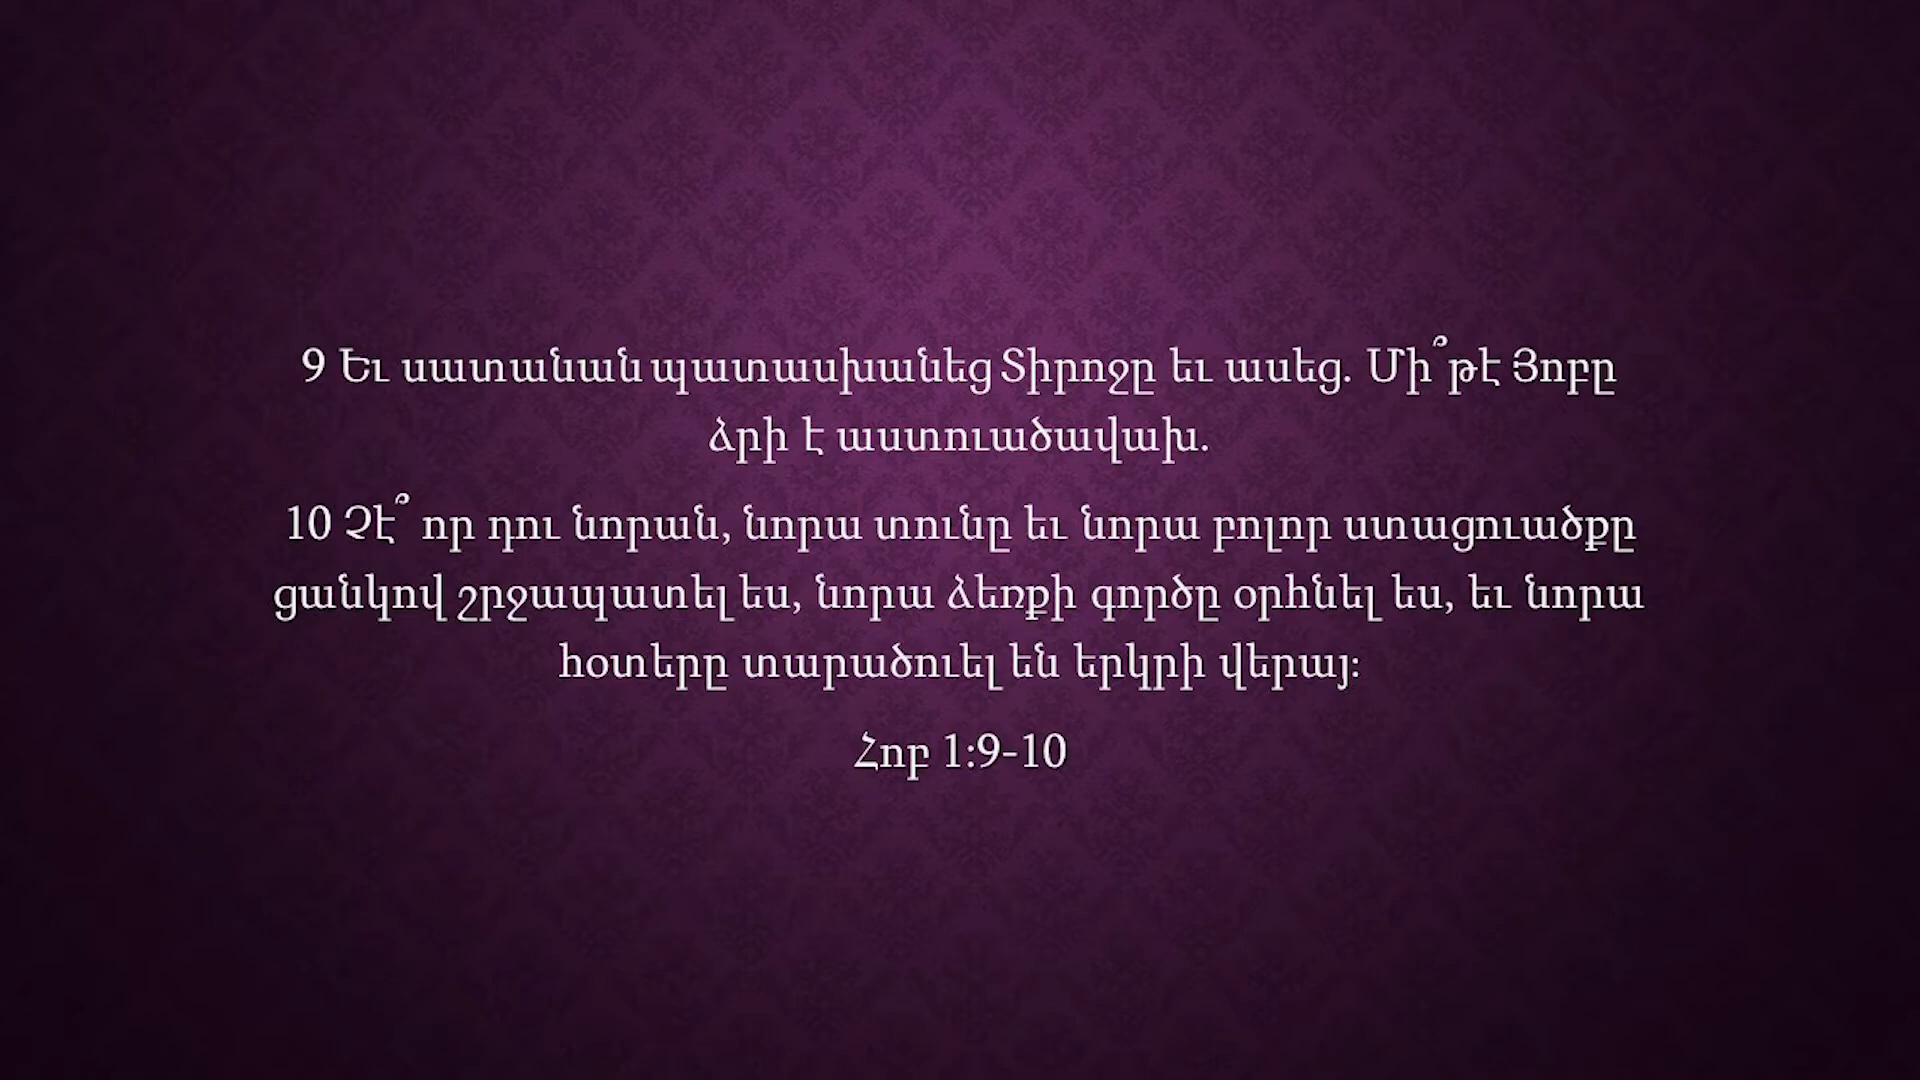 9 Եւ սատանան պատասխանեց Տիրոջը եւ ասեց. Մի՞թէ Յոբը
ձրի է աստուածավախ.
10 Չէ՞ որ դու նորան, նորա տունը եւ նորա բոլոր ստացուածքը
ցանկով շրջապատել ես, նորա ձեռքի գործը օրհնել ես, եւ նորա
հօտերը տարածուել են երկրի վերայ։
Հոբ 1:9-10